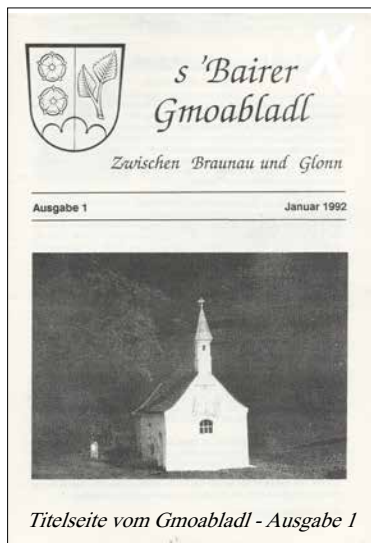 s 'Bairer
Gmoabladl
Zwischen Braunau und Glonn
Ausgabe 1 Januar 1992
Titelseite vom Gmoabladl - Ausgabe 1